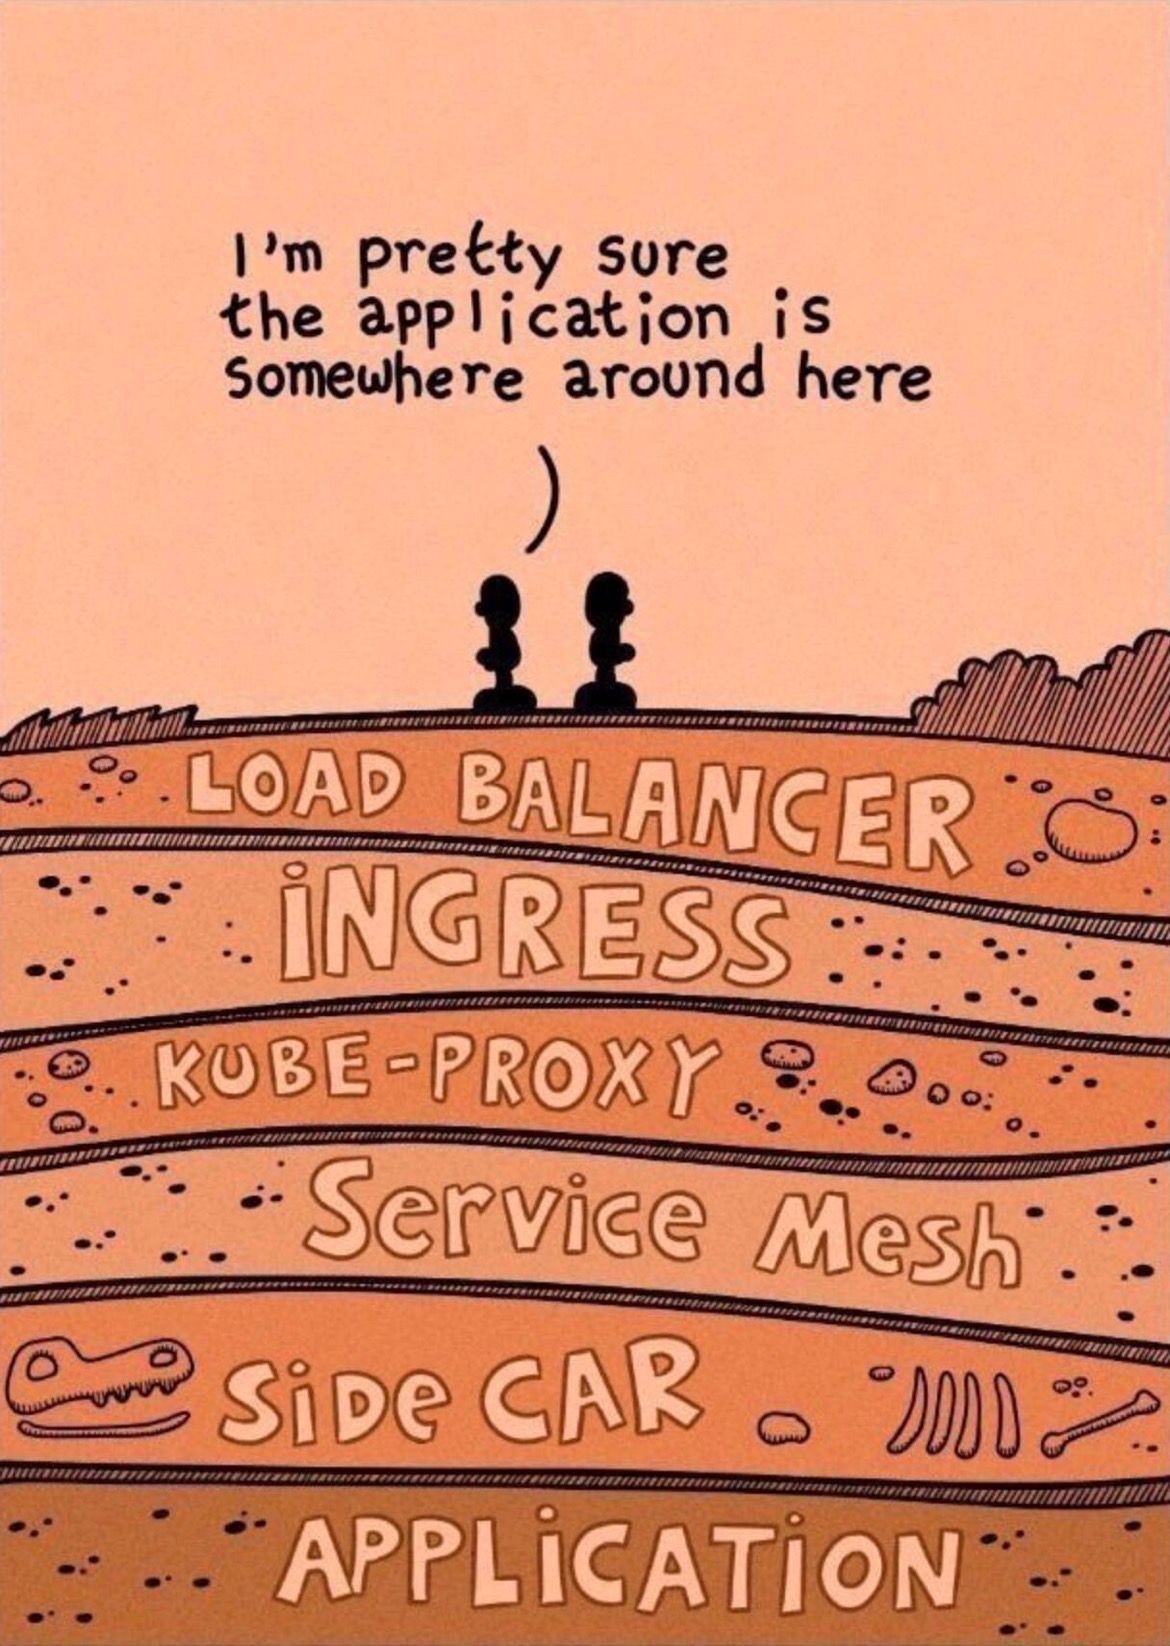 I'm pretty sure
the application is
somewhere around here
LOAD BALANCER
iNGRESS
KUBE-PROXY
Service Mesh
SiDe CAR
APPLiCATiON